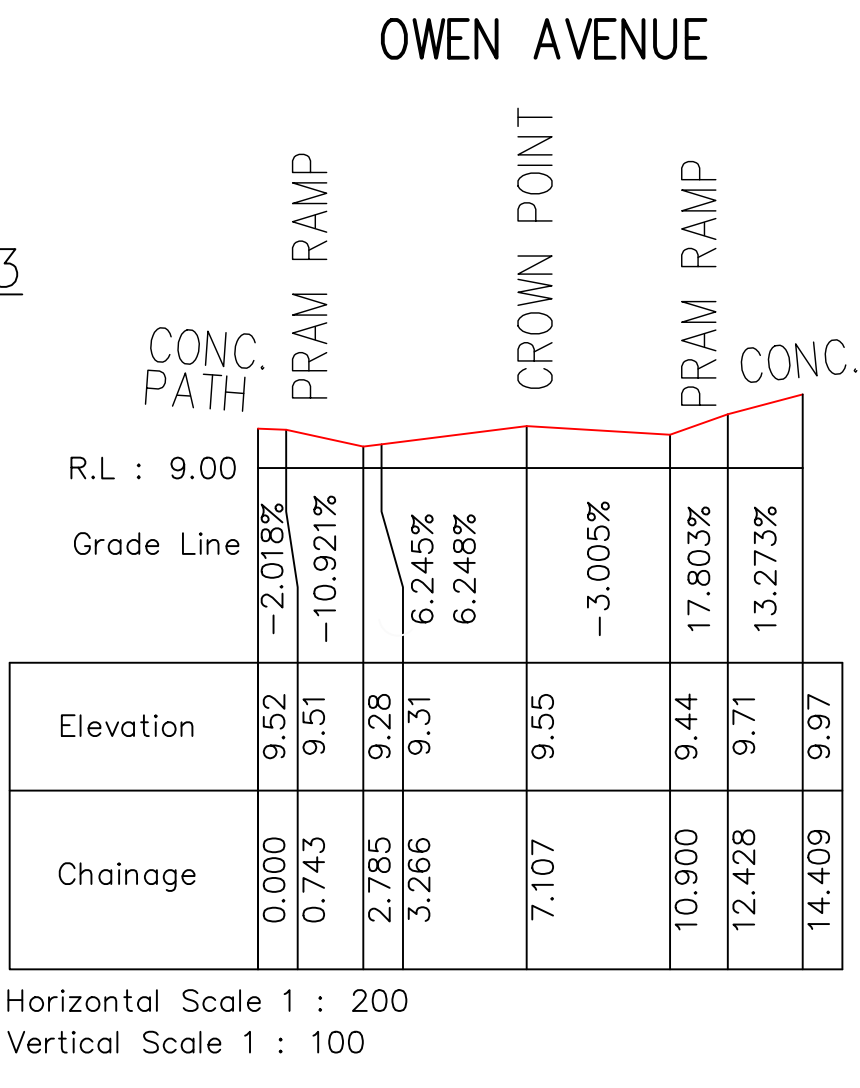 OWEN AVENUE
3
CONC.
PATH
PRAM RAMP
CROWN POINT
PRAM RAMP
CONC.
R.L : 9.00
Grade Line
-2.018%
-10.921%
6.245%
6.248%
-3.005%
17.803%
13.273%
Elevation
9.52
9.51
9.28
9.31
9.55
9.44
9.71
9.97
Chainage
0.000
0.743
2.785
3.266
7.107
10.900
12.428
14.409
Horizontal Scale 1 : 200
Vertical Scale 1 : 100